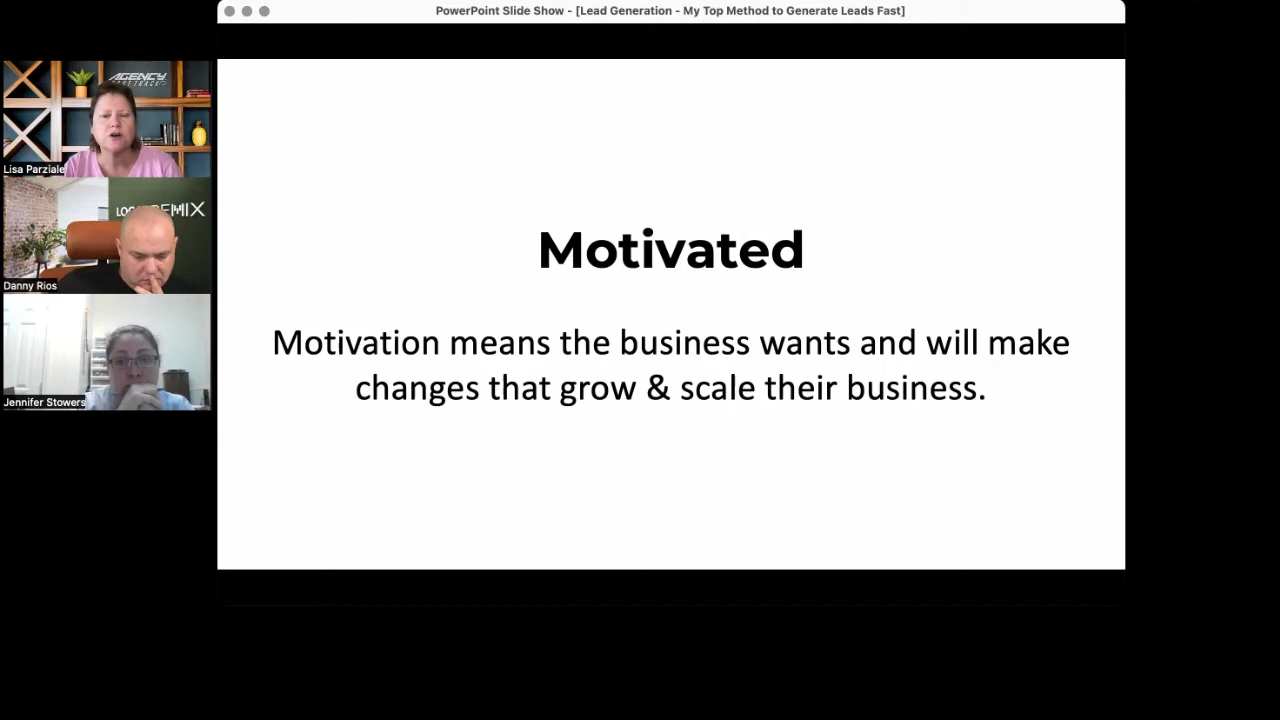 PowerPoint Slide Show - [Lead Generation - My Top Method to Generate Leads Fast]
AGENCY
Lisa Parziale
Danny Rios
Jennifer Stowers
Motivated
Motivation means the business wants and will make
changes that grow & scale their business.